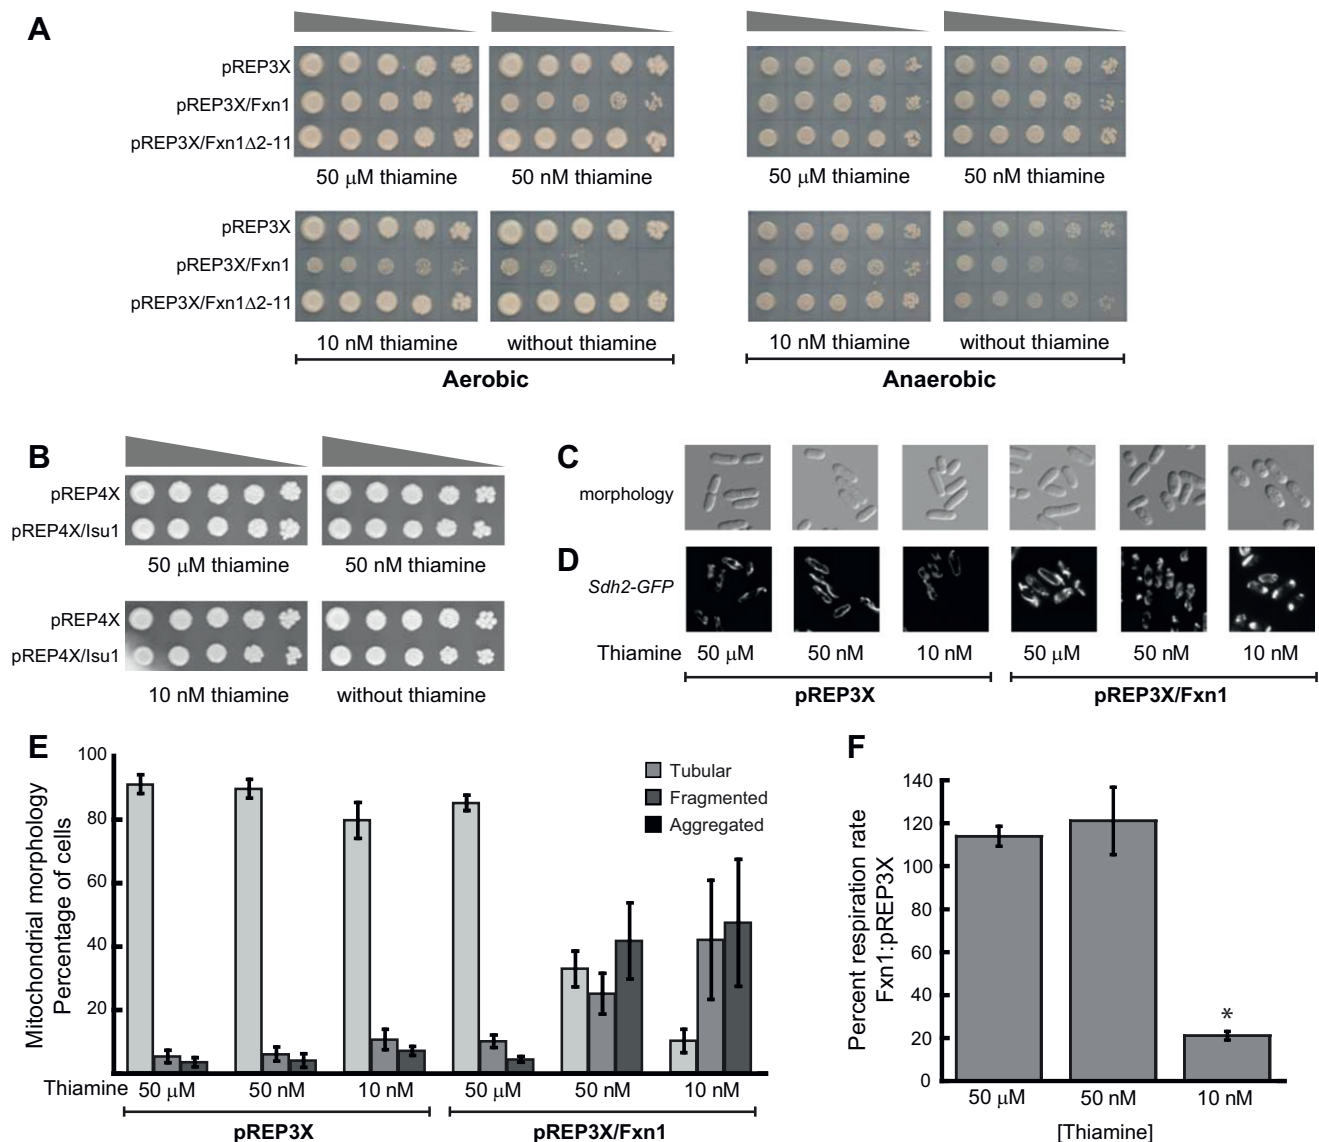 A
pREP3X
pREP3X/Fxn1
pREP3X/Fxn1Δ2-11
50 μM thiamine
50 nM thiamine
50 μM thiamine
50 nM thiamine
pREP3X
pREP3X/Fxn1
pREP3X/Fxn1Δ2-11
10 nM thiamine
without thiamine
10 nM thiamine
without thiamine
Aerobic
Anaerobic
B
pREP4X
pREP4X/Isu1
50 μM thiamine
50 nM thiamine
pREP4X
pREP4X/Isu1
10 nM thiamine
without thiamine
C
morphology
D
Sdh2-GFP
Thiamine 50 μM 50 nM 10 nM 50 μM 50 nM 10 nM
pREP3X
pREP3X/Fxn1
E
Mitochondrial morphology
Percentage of cells
100
80
60
40
20
Tubular
Fragmented
Aggregated
Thiamine 50 μM 50 nM 10 nM 50 μM 50 nM 10 nM
pREP3X
pREP3X/Fxn1
F
Percent respiration rate
Fxn1:pREP3X
140
120
100
80
60
40
20
0
*
50 μM 50 nM 10 nM
[Thiamine]